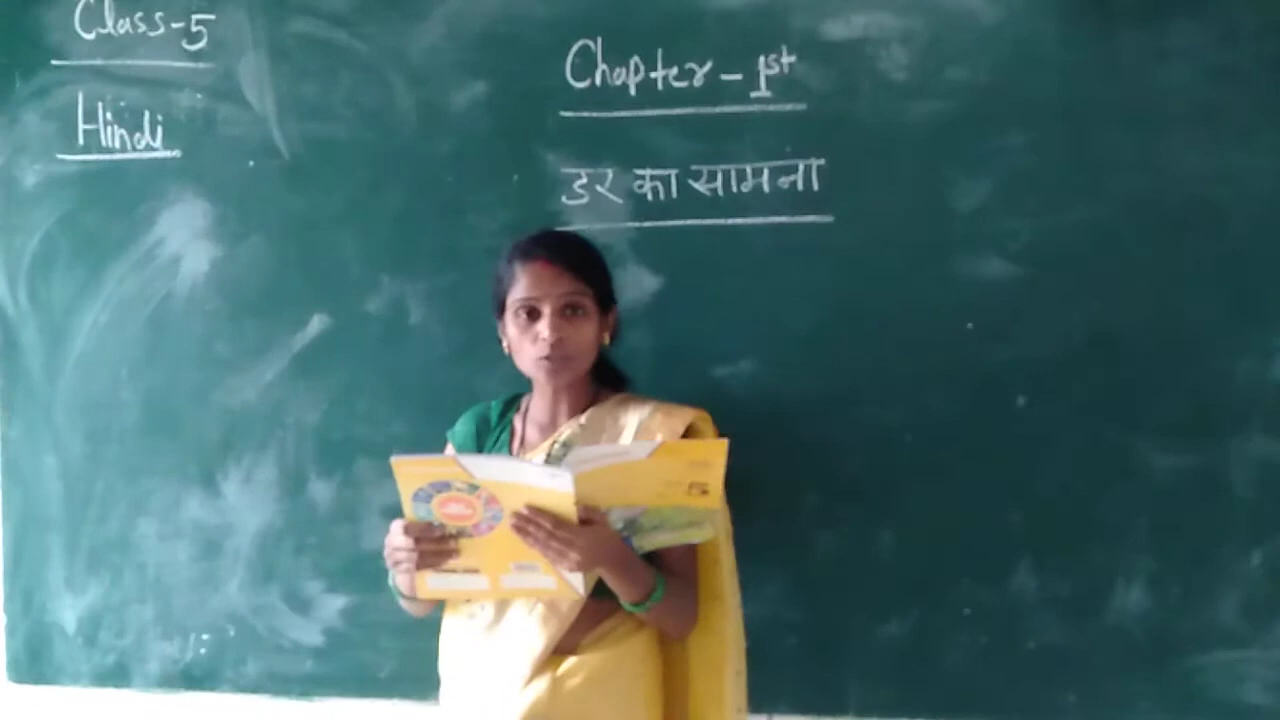 Class-5
Hindi
Chapter-1st
डर का सामना